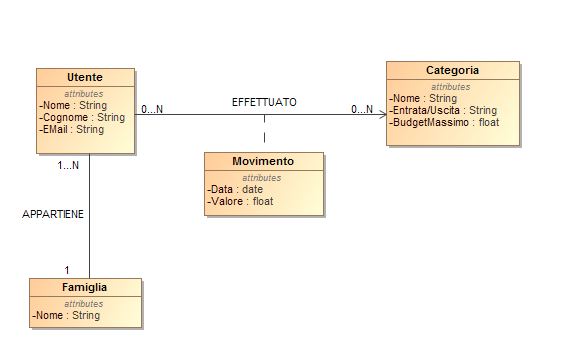 Utente
attributes
-Nome : String
-Cognome : String
-EMail : String
0...N
EFFETTUATO
0...N
Categoria
attributes
-Nome : String
-Entrata/Uscita : String
-BudgetMassimo : float
Movimento
attributes
-Data : date
-Valore : float
1...N
APPARTIENE
1
Famiglia
attributes
-Nome : String